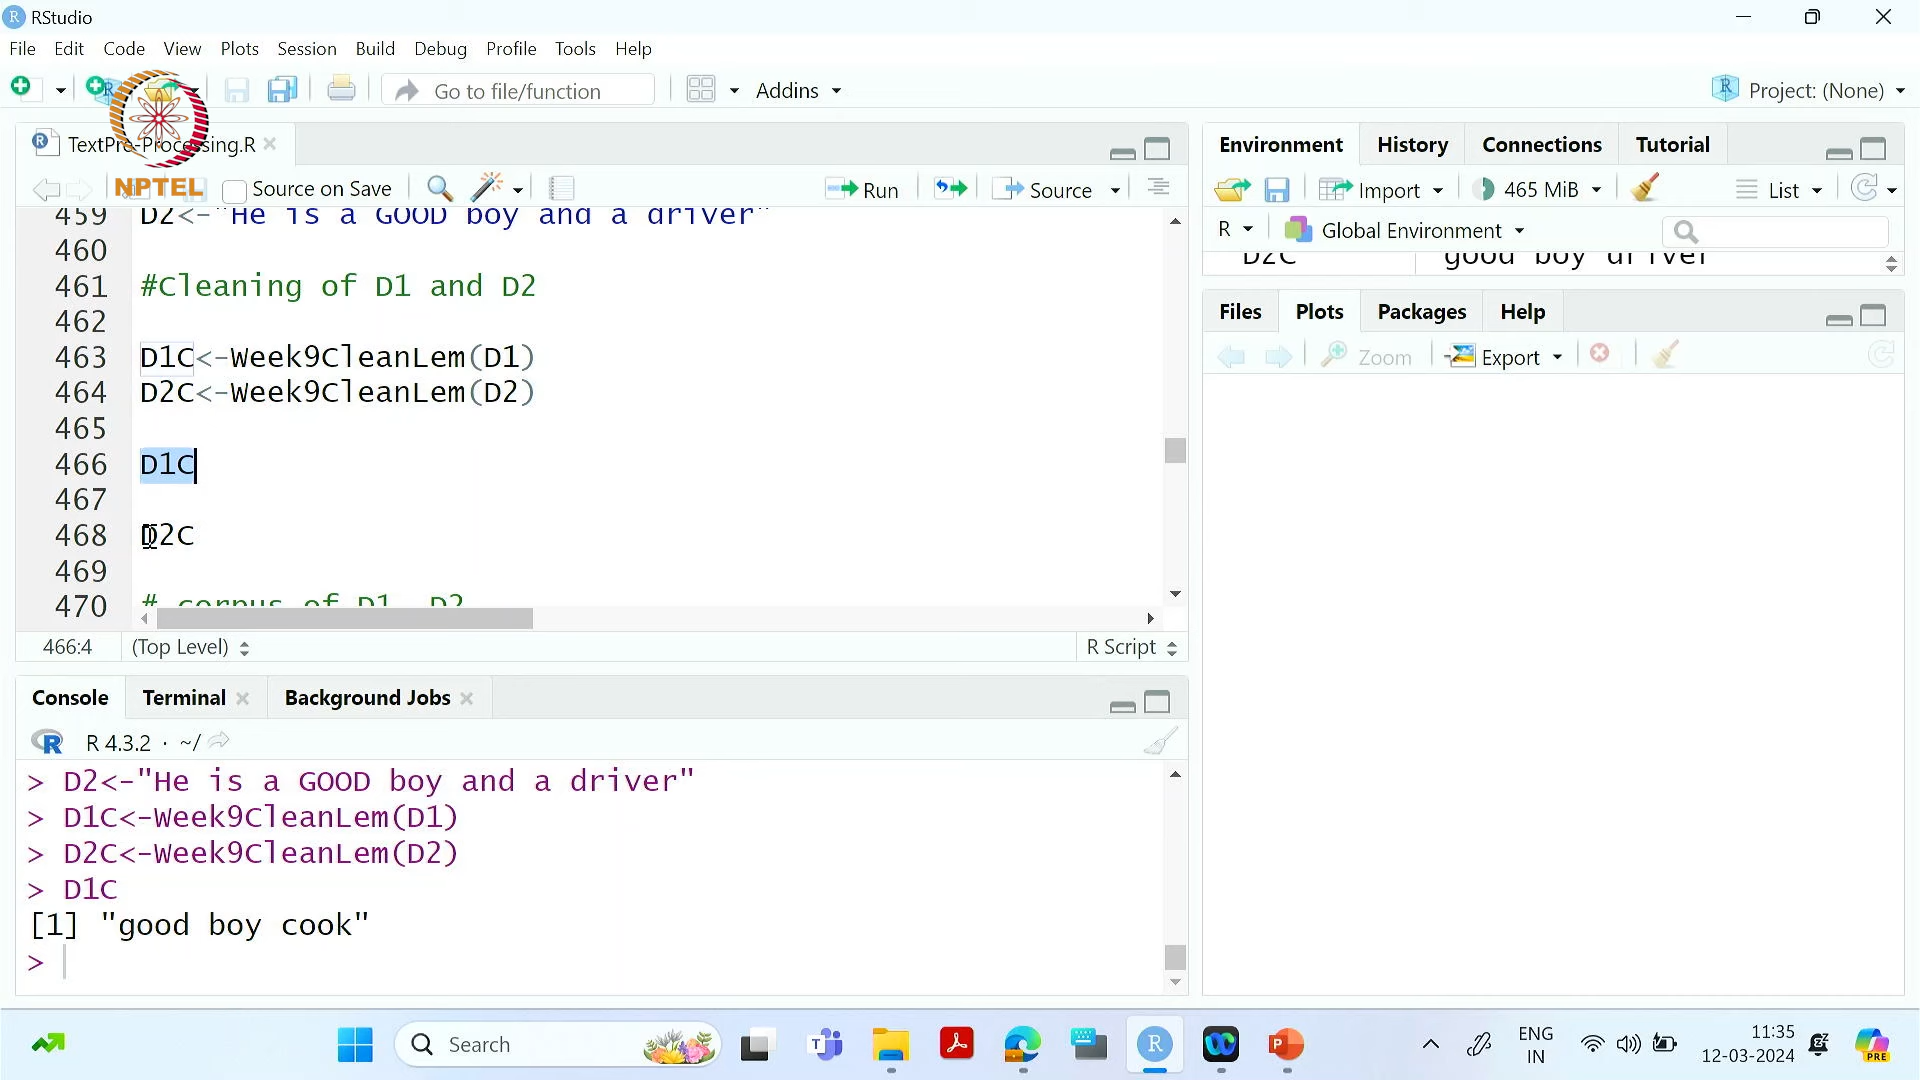 RStudio
File Edit Code View Plots Session Build Debug Profile Tools Help
Go to file/function
Addins
Project: (None)
TextPre-Processing.R
NPTEL
Source on Save
Run
Source
459 D2<-"He is a GOOD boy and a driver"
460
461 #Cleaning of D1 and D2
462
463 D1C<-Week9CleanLem(D1)
464 D2C<-Week9CleanLem(D2)
465
466 D1C
467
468 D2C
469
470 # corpus of D1, D2
466:4 (Top Level) R Script
Console Terminal Background Jobs
R 4.3.2 · ~/
> D2<-"He is a GOOD boy and a driver"
> D1C<-Week9CleanLem(D1)
> D2C<-Week9CleanLem(D2)
> D1C
[1] "good boy cook"
>
Environment History Connections Tutorial
Import 465 MiB List
R Global Environment
D2C "good boy driver"
Files Plots Packages Help
Zoom Export
Search
ENG
IN
11:35
12-03-2024
PRE